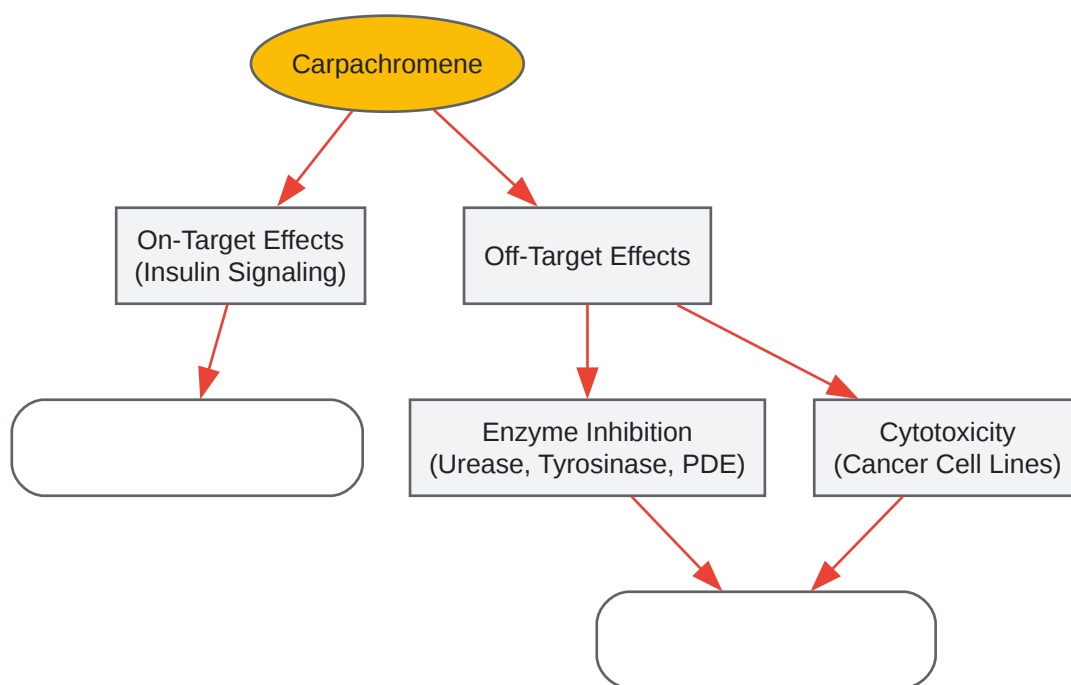 Carpachromene
On-Target Effects
(Insulin Signaling)
Off-Target Effects
Enzyme Inhibition
(Urease, Tyrosinase, PDE)
Cytotoxicity
(Cancer Cell Lines)